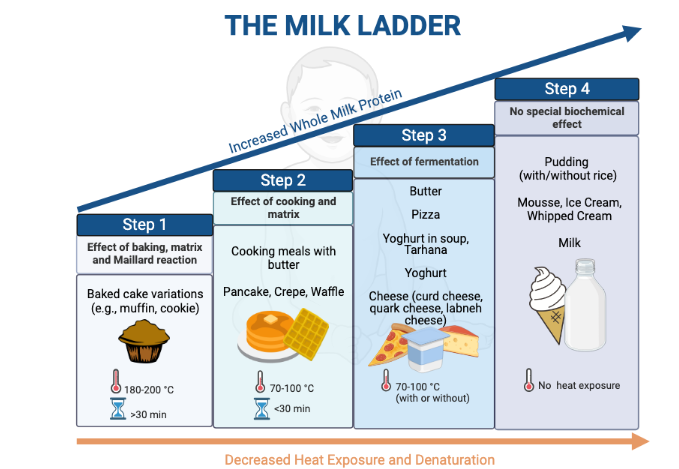 THE MILK LADDER
Increased Whole Milk Protein
Step 1
Effect of baking, matrix
and Maillard reaction
Baked cake variations
(e.g., muffin, cookie)
180-200 °C
>30 min
Step 2
Effect of cooking and
matrix
Cooking meals with
butter
Pancake, Crepe, Waffle
70-100 °C
<30 min
Step 3
Effect of fermentation
Butter
Pizza
Yoghurt in soup,
Tarhana
Yoghurt
Cheese (curd cheese,
quark cheese, labneh
cheese)
70-100 °C
(with or without)
Step 4
No special biochemical
effect
Pudding
(with/without rice)
Mousse, Ice Cream,
Whipped Cream
Milk
No heat exposure
Decreased Heat Exposure and Denaturation